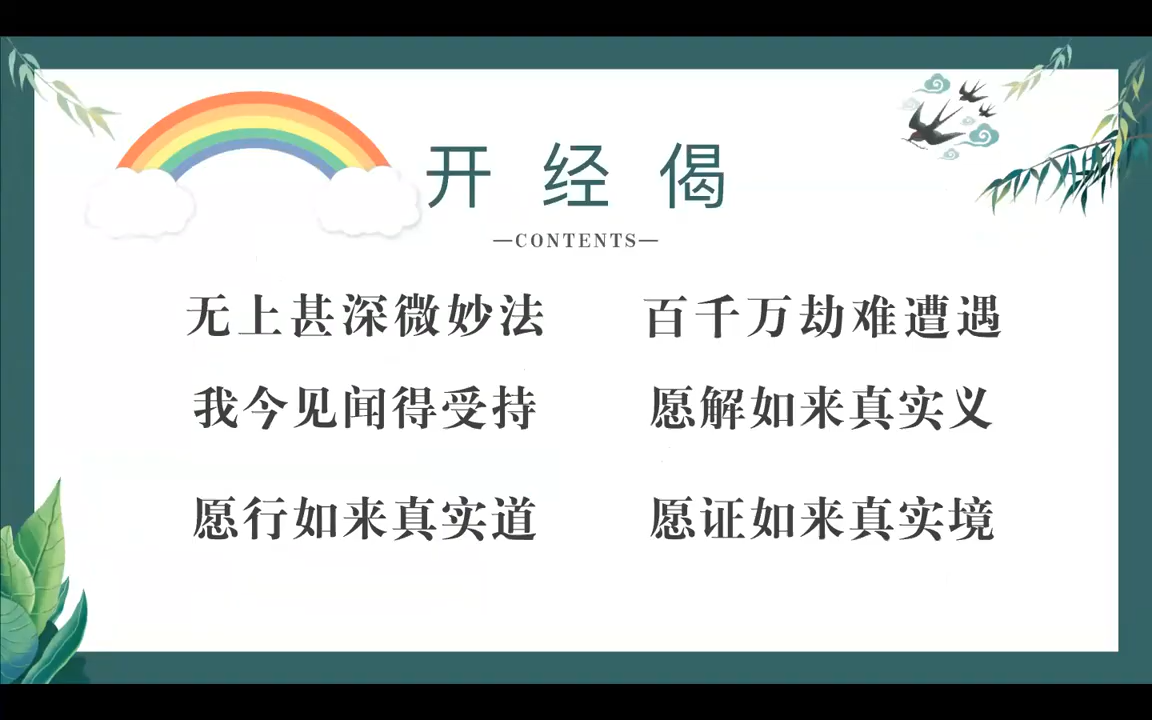 开经偈
—CONTENTS—
无上甚深微妙法 百千万劫难遭遇
我今见闻得受持 愿解如来真实义
愿行如来真实道 愿证如来真实境